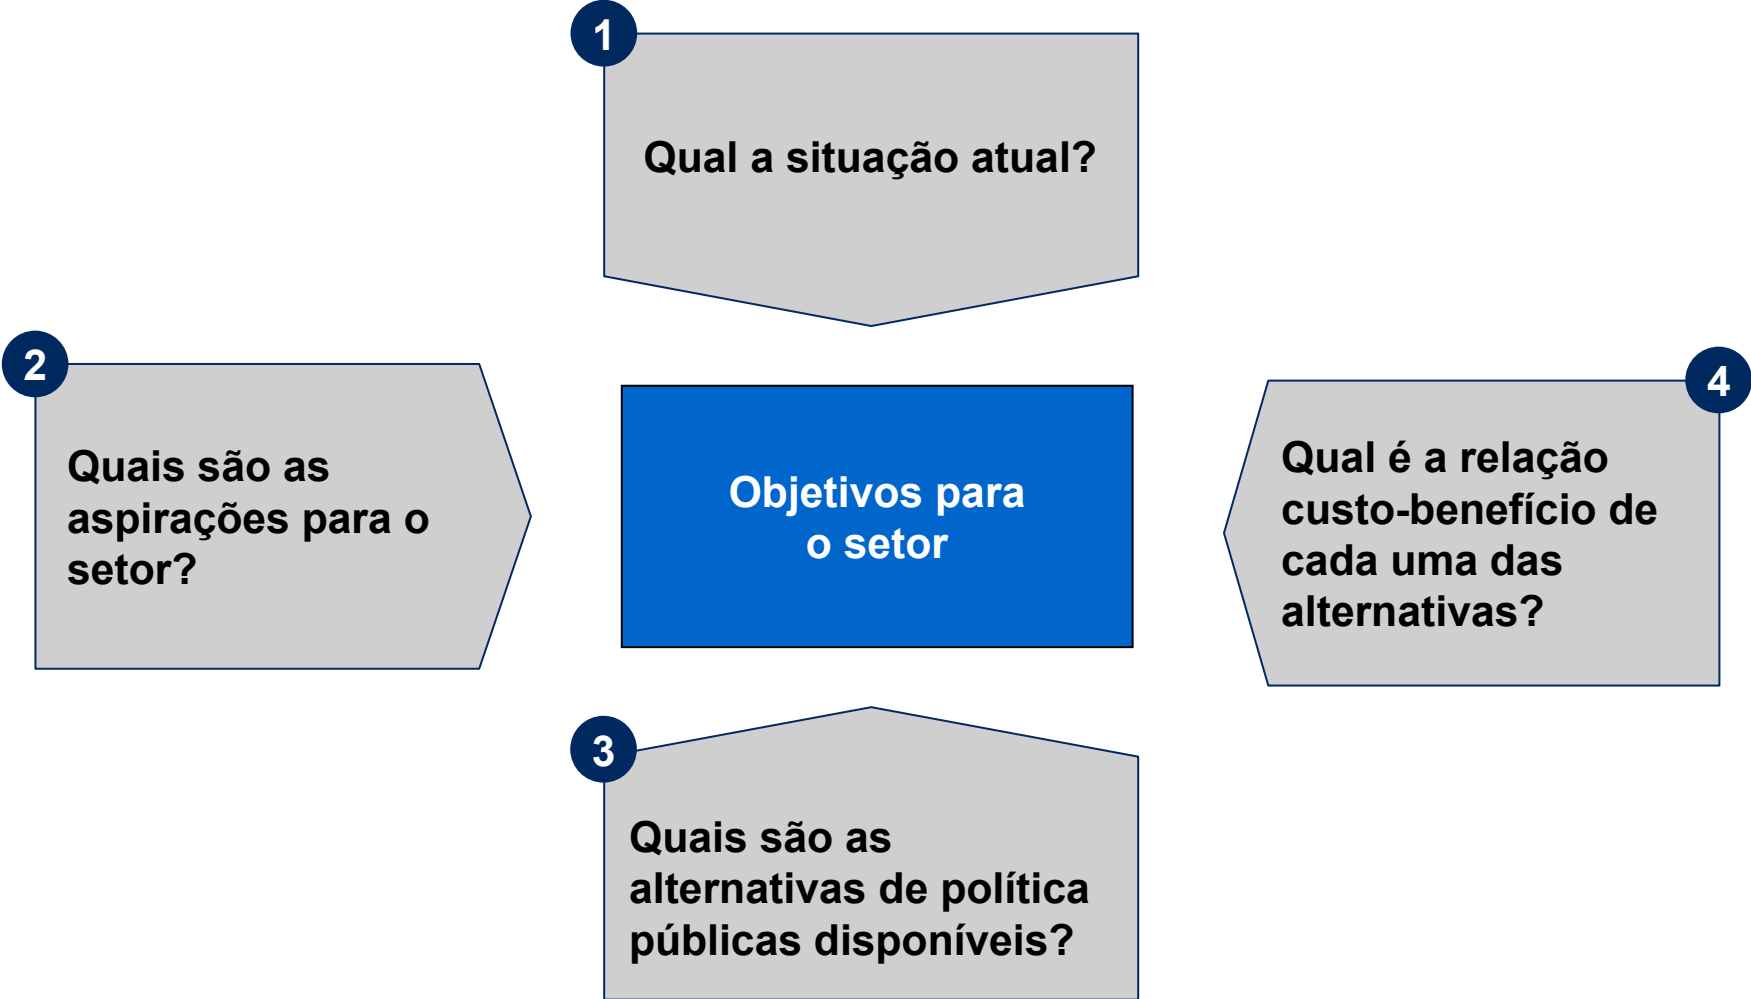 1
Qual a situação atual?
2
Quais são as
aspirações para o
setor?
Objetivos para
o setor
4
Qual é a relação
custo-benefício de
cada uma das
alternativas?
3
Quais são as
alternativas de política
públicas disponíveis?